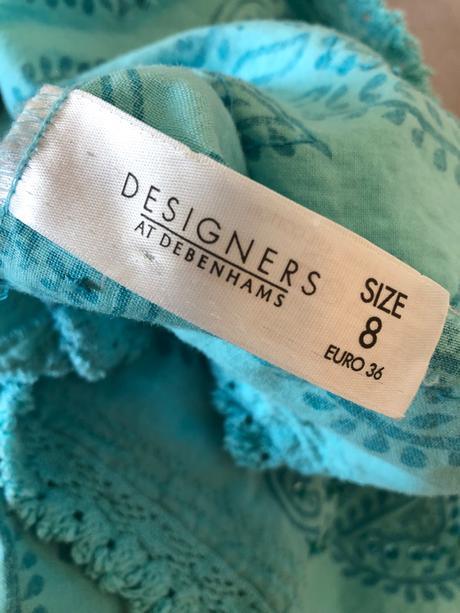 DESIGNERS
AT DEBENHAMS
SIZE
8
EURO 36